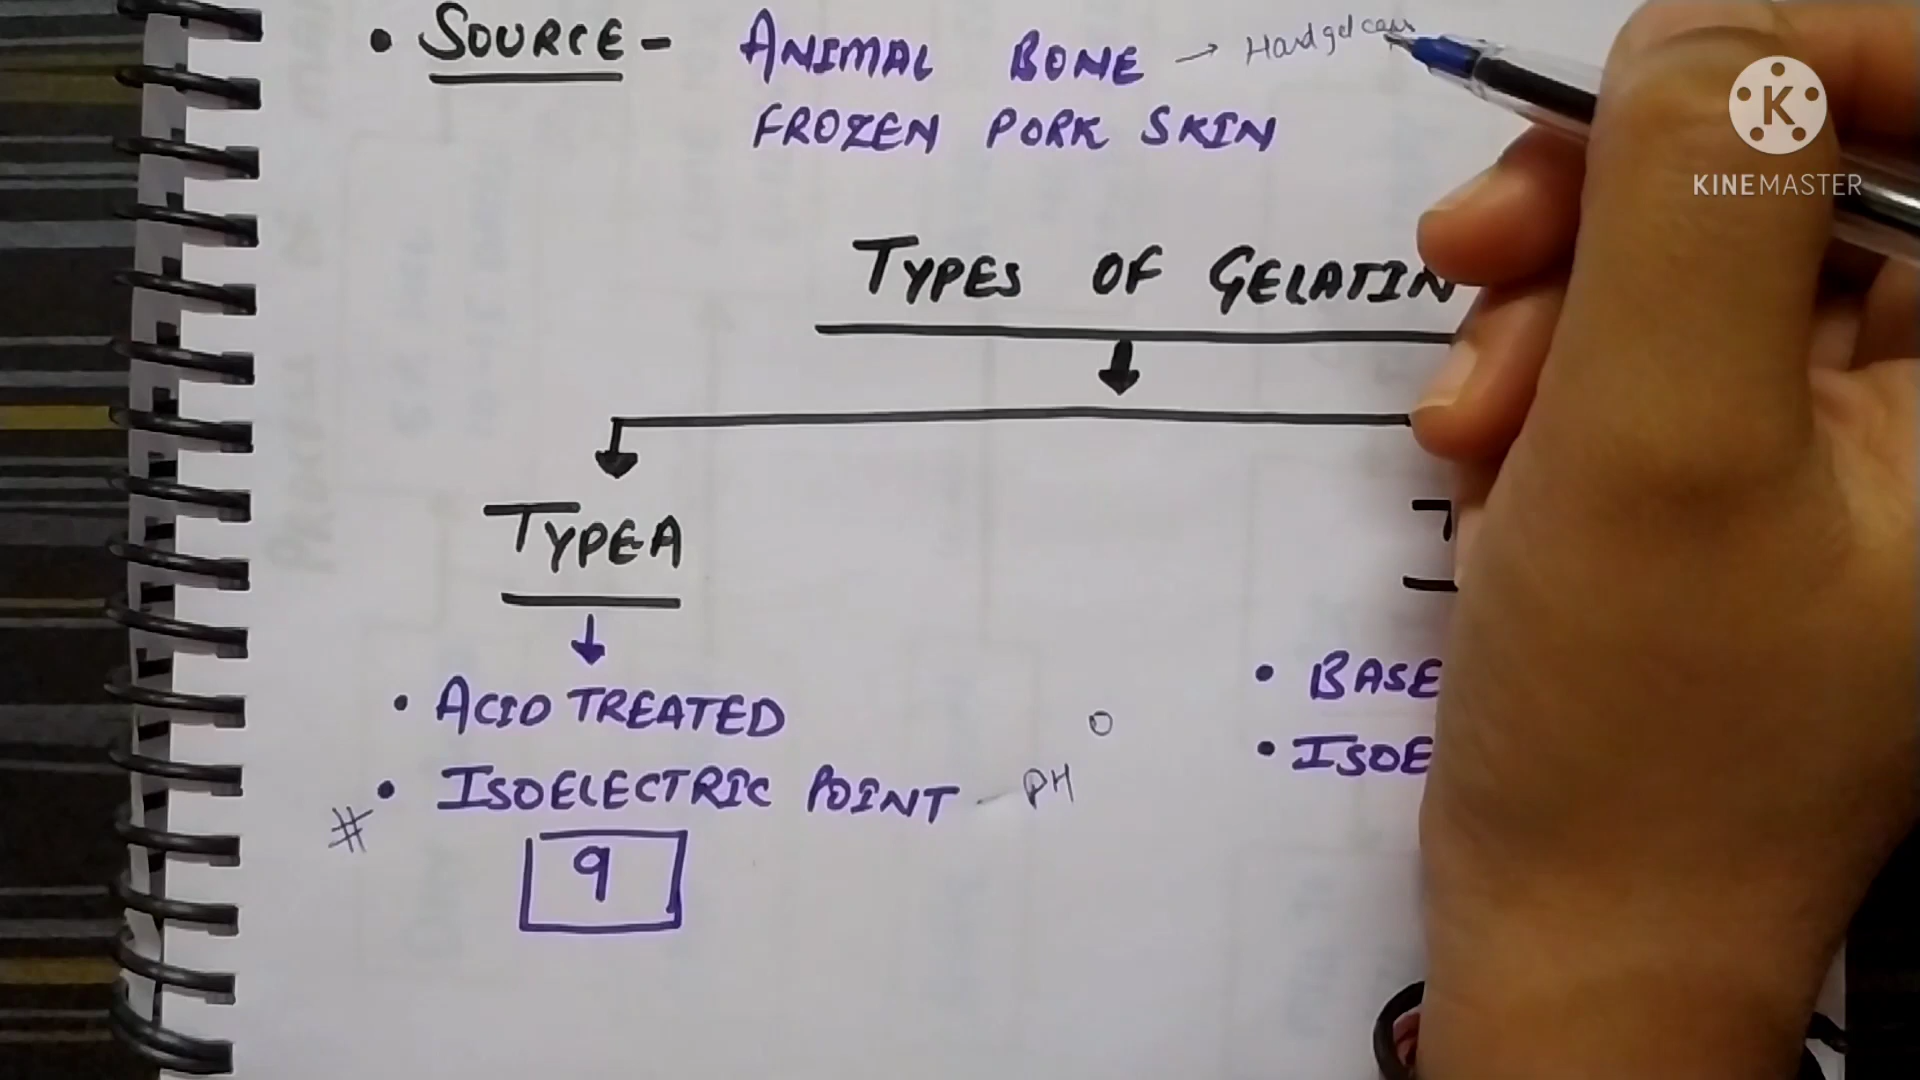 • SOURCE - ANIMAL BONE → Hard gel caps
FROZEN PORK SKIN
KINEMASTER
TYPES OF GELATIN
TYPE-A
• ACID TREATED
• BASE
• ISOELECTRIC POINT - PH
• ISOE
# 9